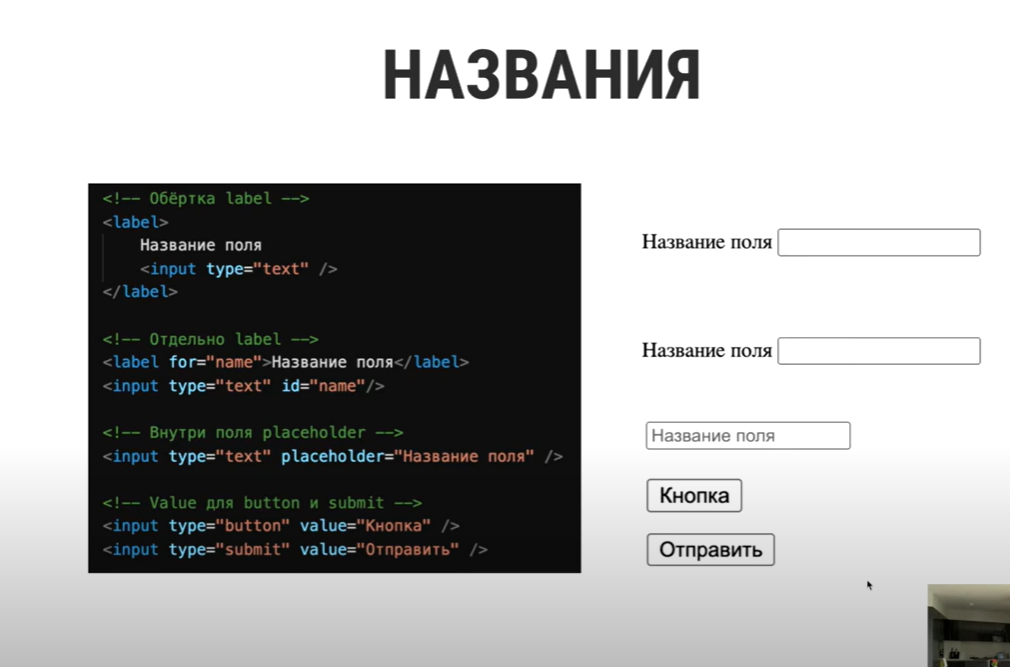 НАЗВАНИЯ
<!-- Обёртка label -->
<label>
Название поля
<input type="text" />
</label>
<!-- Отдельно label -->
<label for="name">Название поля</label>
<input type="text" id="name"/>
<!-- Внутри поля placeholder -->
<input type="text" placeholder="Название поля" />
<!-- Value для button и submit -->
<input type="button" value="Кнопка" />
<input type="submit" value="Отправить" />
Название поля
Название поля
Название поля
Кнопка
Отправить